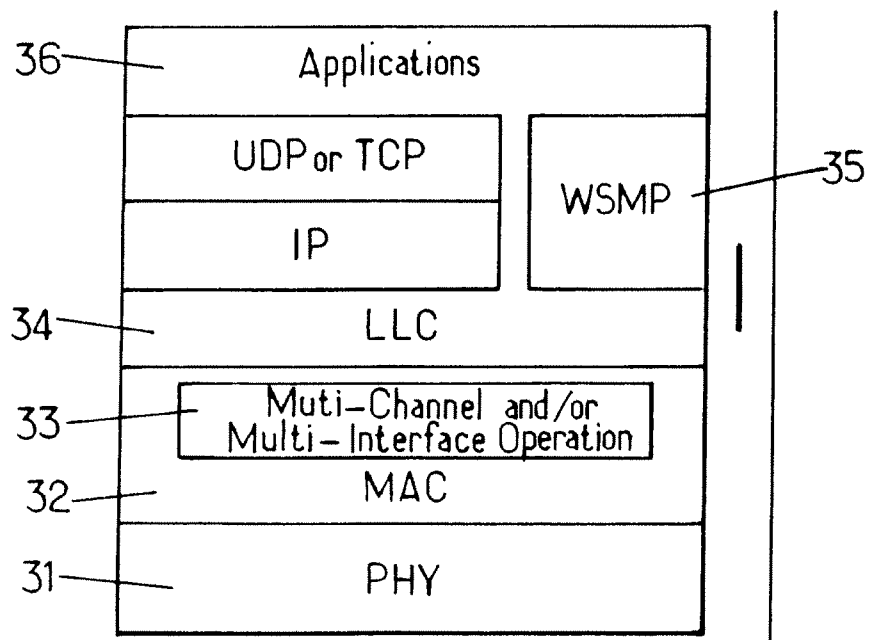 36
Applications
UDP or TCP
WSMP
35
IP
34
LLC
33
Muti-Channel and/or
Multi-Interface Operation
32
MAC
31
PHY